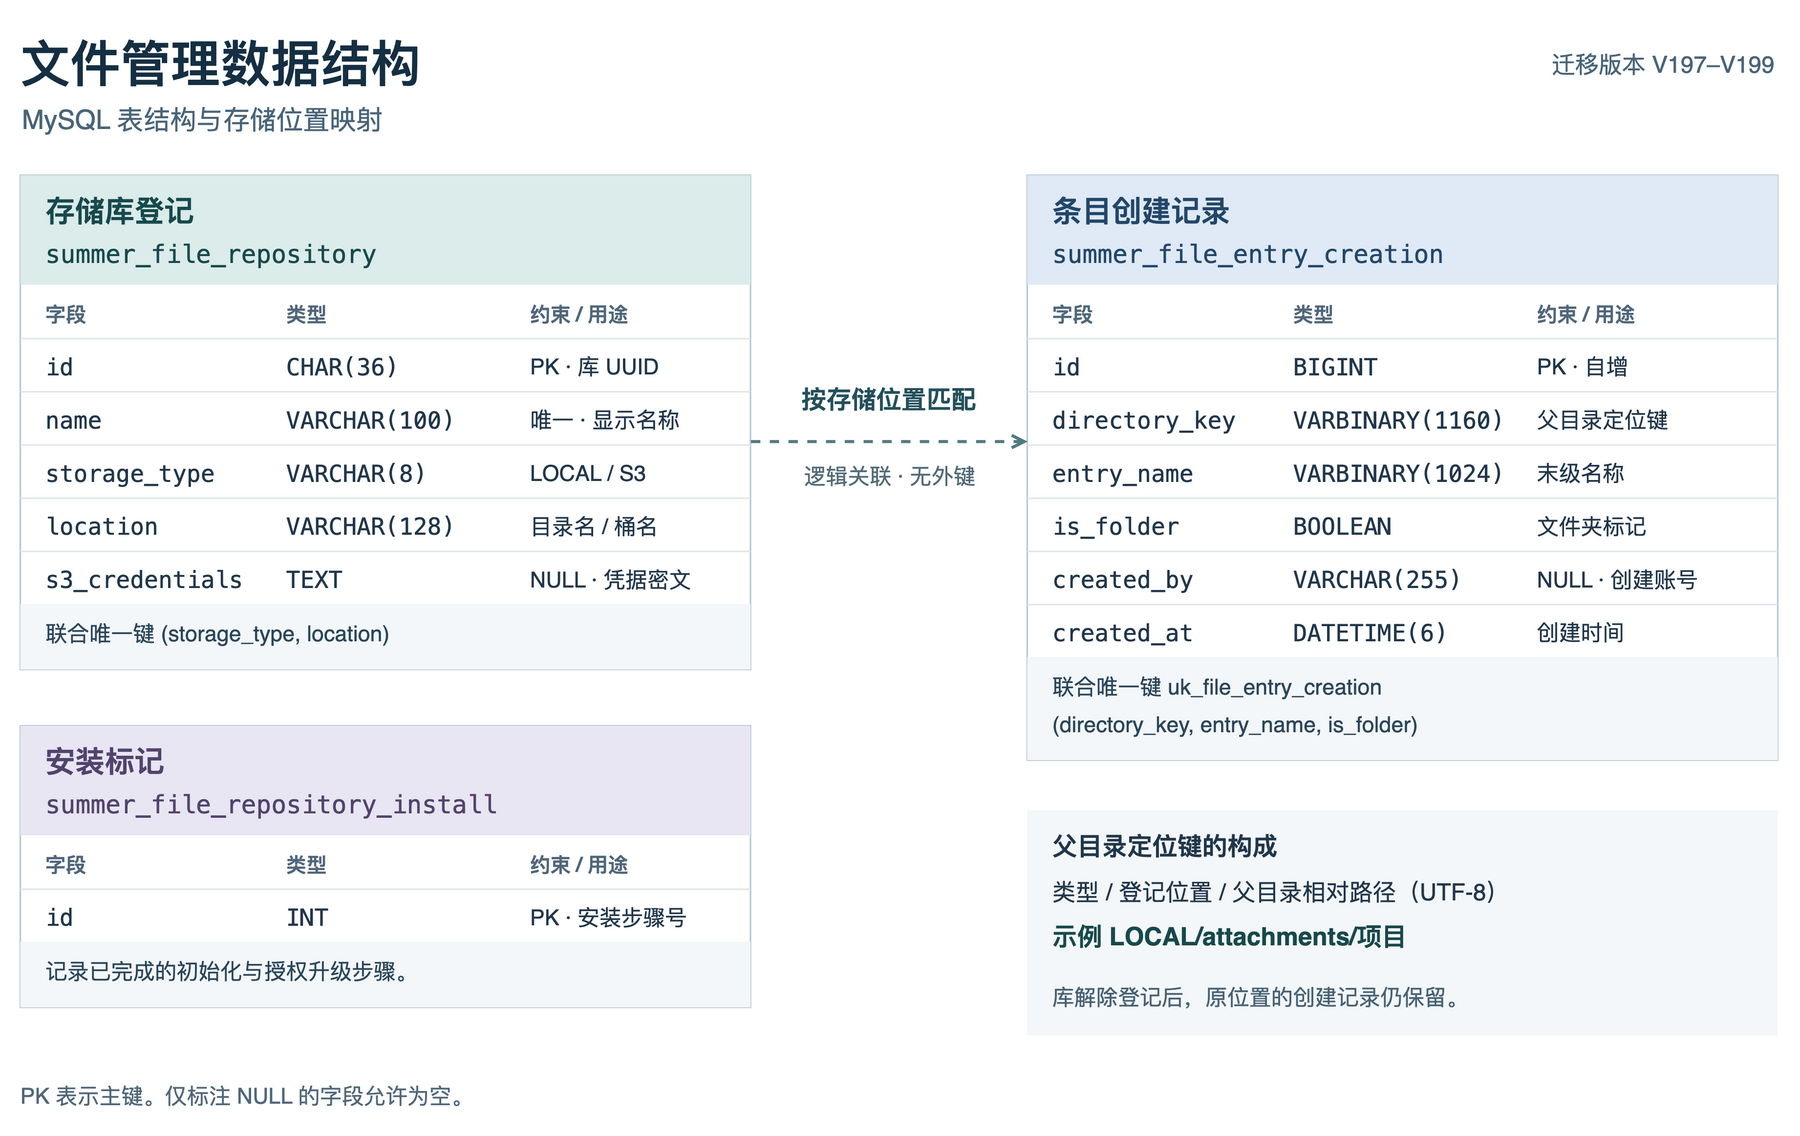 文件管理数据结构
迁移版本 V197–V199
MySQL 表结构与存储位置映射
存储库登记
summer_file_repository
字段 类型 约束 / 用途
id CHAR(36) PK · 库 UUID
name VARCHAR(100) 唯一 · 显示名称
storage_type VARCHAR(8) LOCAL / S3
location VARCHAR(128) 目录名 / 桶名
s3_credentials TEXT NULL · 凭据密文
联合唯一键 (storage_type, location)
按存储位置匹配
逻辑关联 · 无外键
条目创建记录
summer_file_entry_creation
字段 类型 约束 / 用途
id BIGINT PK · 自增
directory_key VARBINARY(1160) 父目录定位键
entry_name VARBINARY(1024) 末级名称
is_folder BOOLEAN 文件夹标记
created_by VARCHAR(255) NULL · 创建账号
created_at DATETIME(6) 创建时间
联合唯一键 uk_file_entry_creation
(directory_key, entry_name, is_folder)
安装标记
summer_file_repository_install
字段 类型 约束 / 用途
id INT PK · 安装步骤号
记录已完成的初始化与授权升级步骤。
父目录定位键的构成
类型 / 登记位置 / 父目录相对路径（UTF-8）
示例 LOCAL/attachments/项目
库解除登记后，原位置的创建记录仍保留。
PK 表示主键。仅标注 NULL 的字段允许为空。